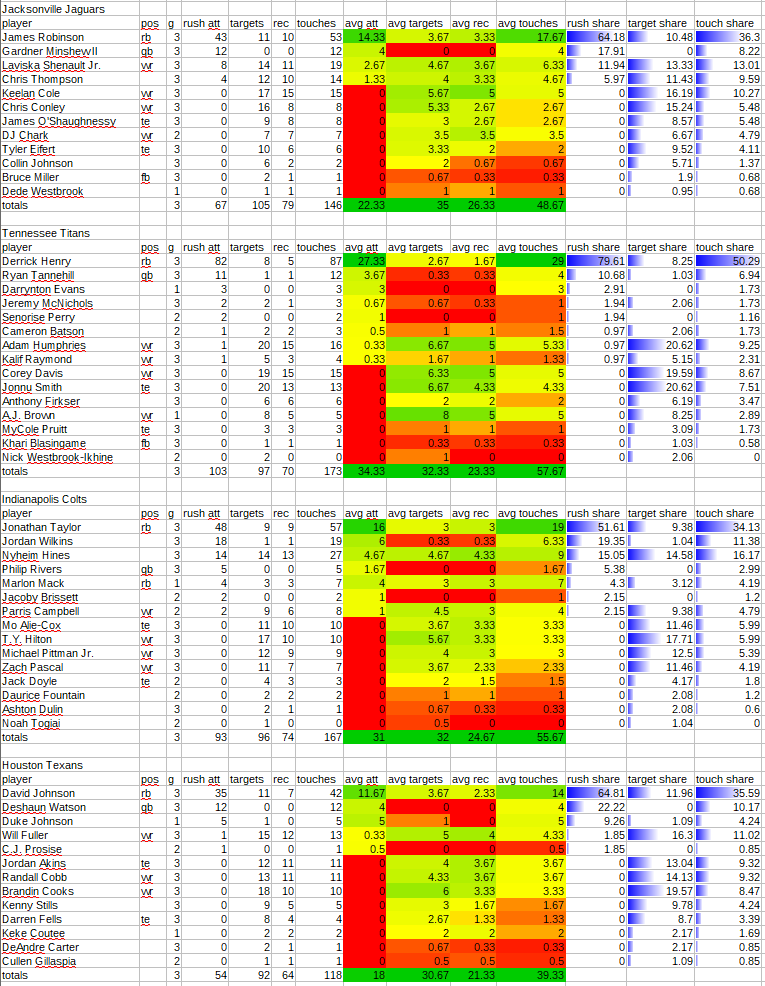 Jacksonville Jaguars
player pos g rush att targets rec touches avg att avg targets avg rec avg touches rush share target share touch share
James Robinson rb 3 43 11 10 53 14.33 3.67 3.33 17.67 64.18 10.48 36.3
Gardner Minshewll qb 3 12 0 0 12 4 0 0 4 17.91 0 8.22
Laviska Shenault Jr. wr 3 8 14 11 19 2.67 4.67 3.67 6.33 11.94 13.33 13.01
Chris Thompson 3 4 12 10 14 1.33 4 3.33 4.67 5.97 11.43 9.59
Keelan Cole wr 3 0 17 15 15 0 5.67 5 5 0 16.19 10.27
Chris Conley wr 3 0 16 8 8 0 5.33 2.67 2.67 0 15.24 5.48
James O'Shaughnessy te 3 0 9 8 8 0 3 2.67 2.67 0 8.57 5.48
DJ Chark wr 2 0 7 7 7 0 3.5 3.5 3.5 0 6.67 4.79
Tyler Eifert te 3 0 10 6 6 0 3.33 2 2 0 9.52 4.11
Collin Johnson 3 0 6 2 2 0 2 0.67 0.67 0 5.71 1.37
Bruce Miller fb 3 0 2 1 1 0 0.67 0.33 0.33 0 1.9 0.68
Dede Westbrook 1 0 1 1 1 0 1 1 1 0 0.95 0.68
totals 3 67 105 79 146 22.33 35 26.33 48.67
Tennessee Titans
player pos g rush att targets rec touches avg att avg targets avg rec avg touches rush share target share touch share
Derrick Henry rb 3 82 8 5 87 27.33 2.67 1.67 29 79.61 8.25 50.29
Ryan Tannehill qb 3 11 1 1 12 3.67 0.33 0.33 4 10.68 1.03 6.94
Darrynton Evans 1 3 0 0 3 3 0 0 3 2.91 0 1.73
Jeremy McNichols 3 2 2 1 3 0.67 0.67 0.33 1 1.94 2.06 1.73
Senorise Perry 2 2 0 0 2 1 0 0 1 1.94 0 1.16
Cameron Batson 2 1 2 2 3 0.5 1 1 1.5 0.97 2.06 1.73
Adam Humphries wr 3 1 20 15 16 0.33 6.67 5 5.33 0.97 20.62 9.25
Kalif Raymond wr 3 1 5 3 4 0.33 1.67 1 1.33 0.97 5.15 2.31
Corey Davis wr 3 0 19 15 15 0 6.33 5 5 0 19.59 8.67
Jonnu Smith te 3 0 20 13 13 0 6.67 4.33 4.33 0 20.62 7.51
Anthony Firkser 3 0 6 6 6 0 2 2 2 0 6.19 3.47
A.J. Brown wr 1 0 8 5 5 0 8 5 5 0 8.25 2.89
MyCole Pruitt te 3 0 3 3 3 0 1 1 1 0 3.09 1.73
Khari Blasingame fb 3 0 1 1 1 0 0.33 0.33 0.33 0 1.03 0.58
Nick Westbrook-Ikhine 2 0 2 0 0 0 1 0 0 0 2.06 0
totals 3 103 97 70 173 34.33 32.33 23.33 57.67
Indianapolis Colts
player pos g rush att targets rec touches avg att avg targets avg rec avg touches rush share target share touch share
Jonathan Taylor rb 3 48 9 9 57 16 3 3 19 51.61 9.38 34.13
Jordan Wilkins 3 18 1 1 19 6 0.33 0.33 6.33 19.35 1.04 11.38
Nyheim Hines 3 14 14 13 27 4.67 4.67 4.33 9 15.05 14.58 16.17
Philip Rivers qb 3 5 0 0 5 1.67 0 0 1.67 5.38 0 2.99
Marlon Mack rb 1 4 3 3 7 4 3 3 7 4.3 3.12 4.19
Jacoby Brissett 2 2 0 0 2 1 0 0 1 2.15 0 1.2
Parris Campbell wr 2 2 9 6 8 1 4.5 3 4 2.15 9.38 4.79
Mo Alie-Cox te 3 0 11 10 10 0 3.67 3.33 3.33 0 11.46 5.99
T.Y. Hilton wr 3 0 17 10 10 0 5.67 3.33 3.33 0 17.71 5.99
Michael Pittman Jr. wr 3 0 12 9 9 0 4 3 3 0 12.5 5.39
Zach Pascal wr 3 0 11 7 7 0 3.67 2.33 2.33 0 11.46 4.19
Jack Doyle te 2 0 4 3 3 0 2 1.5 1.5 0 4.17 1.8
Daurice Fountain 2 0 2 2 2 0 1 1 1 0 2.08 1.2
Ashton Dulin 3 0 2 1 1 0 0.67 0.33 0.33 0 2.08 0.6
Noah Togiai 2 0 1 0 0 0 0.5 0 0 0 1.04 0
totals 3 93 96 74 167 31 32 24.67 55.67
Houston Texans
player pos g rush att targets rec touches avg att avg targets avg rec avg touches rush share target share touch share
David Johnson rb 3 35 11 7 42 11.67 3.67 2.33 14 64.81 11.96 35.59
Deshaun Watson qb 3 12 0 0 12 4 0 0 4 22.22 0 10.17
Duke Johnson 1 5 1 0 5 5 1 0 5 9.26 1.09 4.24
Will Fuller wr 3 1 15 12 13 0.33 5 4 4.33 1.85 16.3 11.02
C.J. Prosise 2 1 0 0 1 0.5 0 0 0.5 1.85 0 0.85
Jordan Akins te 3 0 12 11 11 0 4 3.67 3.67 0 13.04 9.32
Randall Cobb wr 3 0 13 11 11 0 4.33 3.67 3.67 0 14.13 9.32
Brandin Cooks wr 3 0 18 10 10 0 6 3.33 3.33 0 19.57 8.47
Kenny Stills 3 0 9 5 5 0 3 1.67 1.67 0 9.78 4.24
Darren Fells te 3 0 8 4 4 0 2.67 1.33 1.33 0 8.7 3.39
Keke Coutee 1 0 2 2 2 0 2 2 2 0 2.17 1.69
DeAndre Carter 3 0 2 1 1 0 0.67 0.33 0.33 0 2.17 0.85
Cullen Gillaspia 2 0 1 1 1 0 0.5 0.5 0.5 0 1.09 0.85
totals 3 54 92 64 118 18 30.67 21.33 39.33